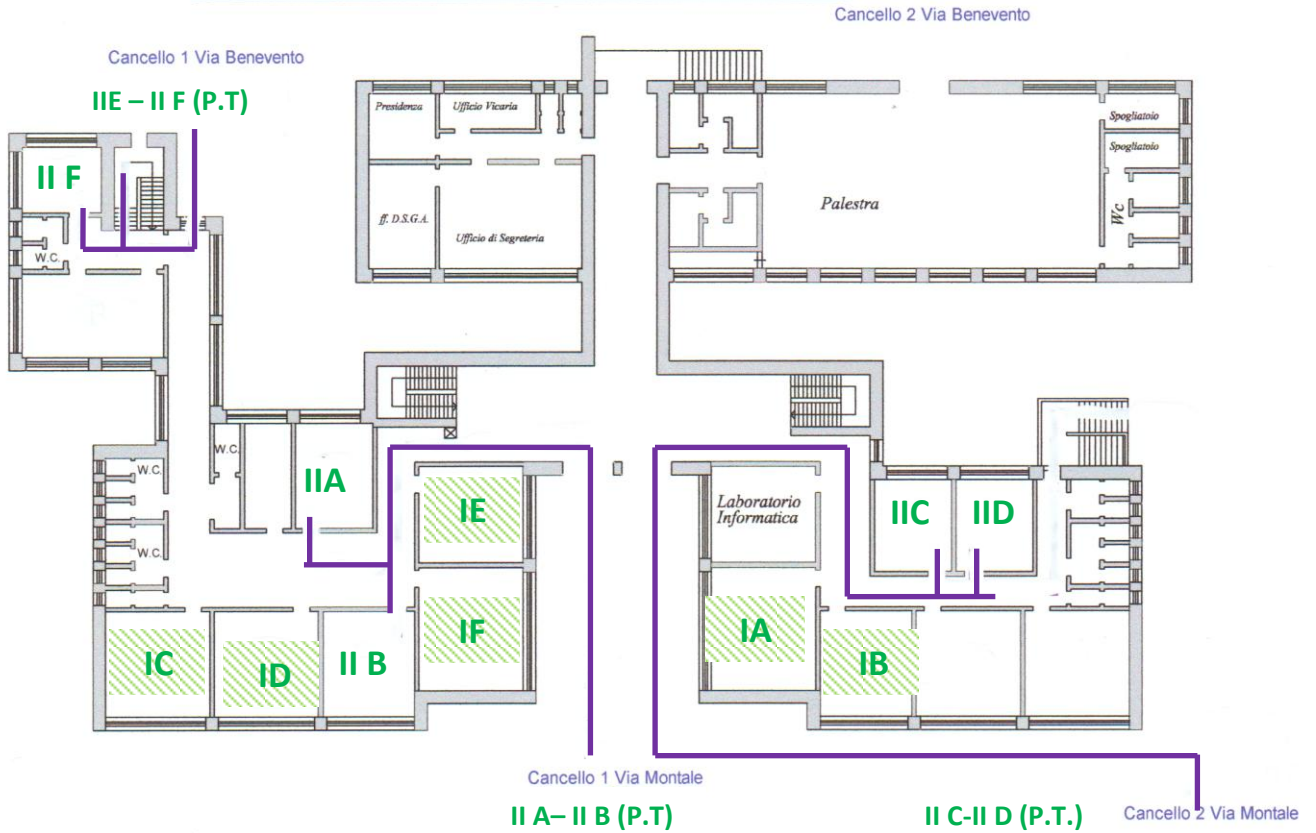 Cancello 2 Via Benevento
Cancello 1 Via Benevento
IIE – II F (P.T)
Presidenza
Ufficio Vicaria
Spogliatoio
Spogliatoio
II F
ff. D.S.G.A.
Ufficio di Segreteria
Palestra
Wc
W.C.
W.C.
W.C.
W.C.
IIA
IE
Laboratorio
Informatica
IIC
IID
IC
ID
II B
IF
IA
IB
Cancello 1 Via Montale
II A– II B (P.T)
II C-II D (P.T.)
Cancello 2 Via Montale